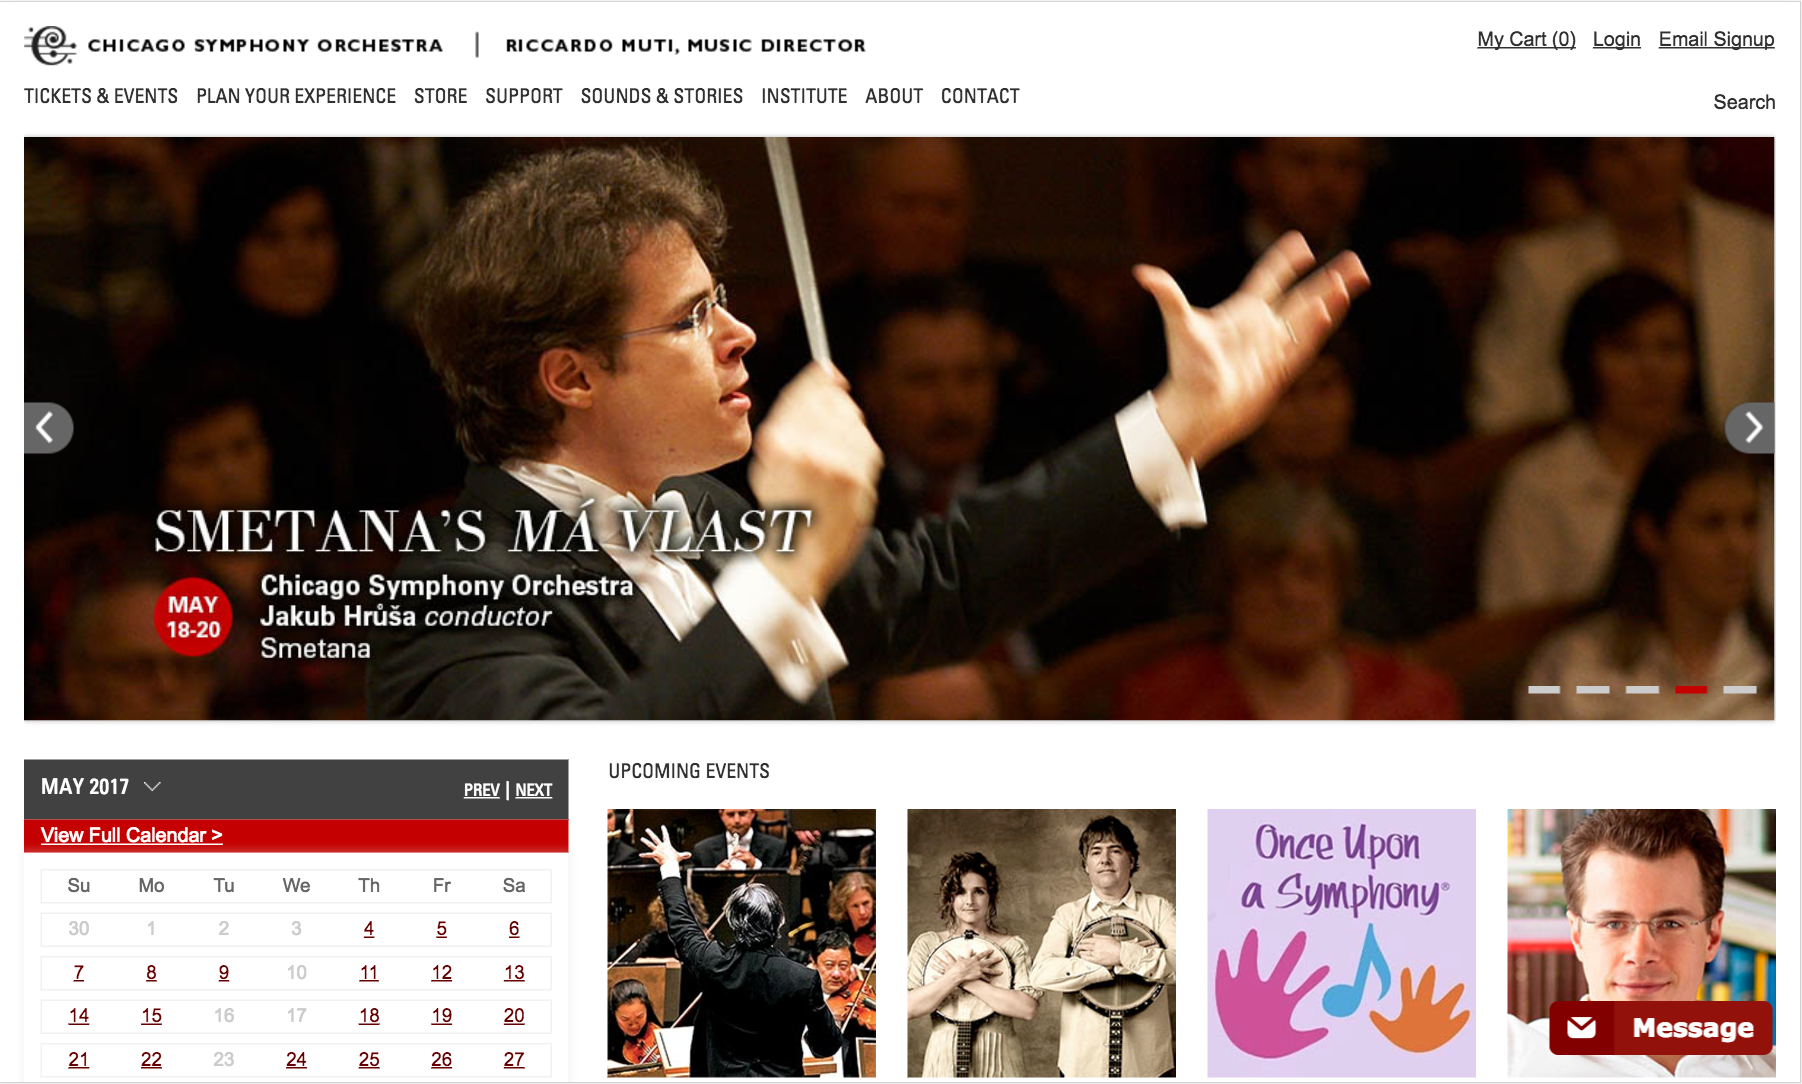 CHICAGO SYMPHONY ORCHESTRA | RICCARDO MUTI, MUSIC DIRECTOR
My Cart (0) Login Email Signup
TICKETS & EVENTS PLAN YOUR EXPERIENCE STORE SUPPORT SOUNDS & STORIES INSTITUTE ABOUT CONTACT
Search
SMETANA'S MÁ VLAST
MAY
18-20
Chicago Symphony Orchestra
Jakub Hrůša conductor
Smetana
MAY 2017
PREV | NEXT
View Full Calendar >
Su Mo Tu We Th Fr Sa
30 1 2 3 4 5 6
7 8 9 10 11 12 13
14 15 16 17 18 19 20
21 22 23 24 25 26 27
UPCOMING EVENTS
Once Upon
a Symphony®
Message